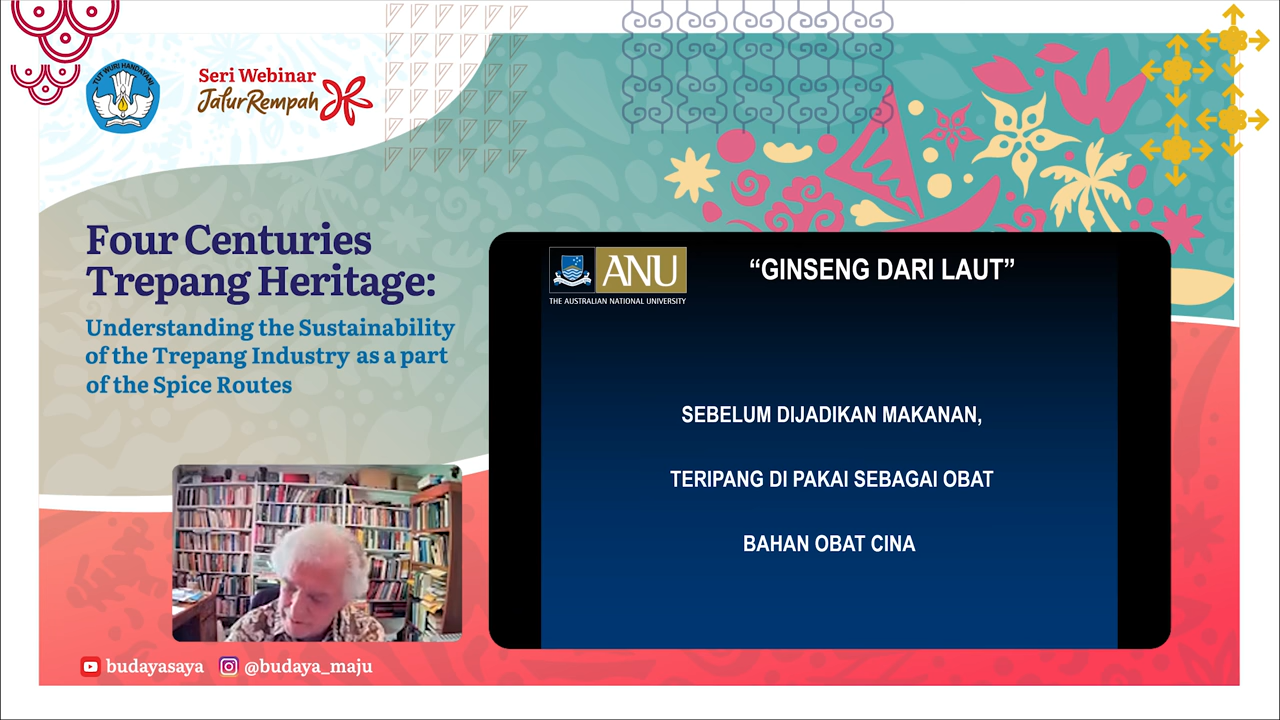 TUT WURI HANDAYANI
Seri Webinar
Jalur Rempah
Four Centuries
Trepang Heritage:
Understanding the Sustainability
of the Trepang Industry as a part
of the Spice Routes
ANU
THE AUSTRALIAN NATIONAL UNIVERSITY
“GINSENG DARI LAUT”
SEBELUM DIJADIKAN MAKANAN,
TERIPANG DI PAKAI SEBAGAI OBAT
BAHAN OBAT CINA
budayasaya @budaya_maju